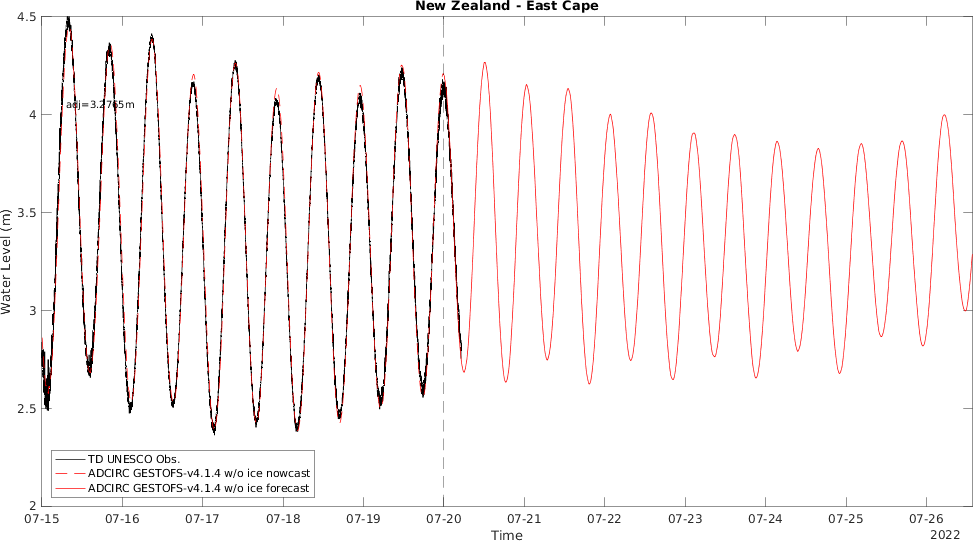 New Zealand - East Cape
4.5
4
3.5
3
2.5
2
Water Level (m)
adj=3.2765m
TD UNESCO Obs.
ADCIRC GESTOFS-v4.1.4 w/o ice nowcast
ADCIRC GESTOFS-v4.1.4 w/o ice forecast
07-15 07-16 07-17 07-18 07-19 07-20 07-21 07-22 07-23 07-24 07-25 07-26
Time
2022